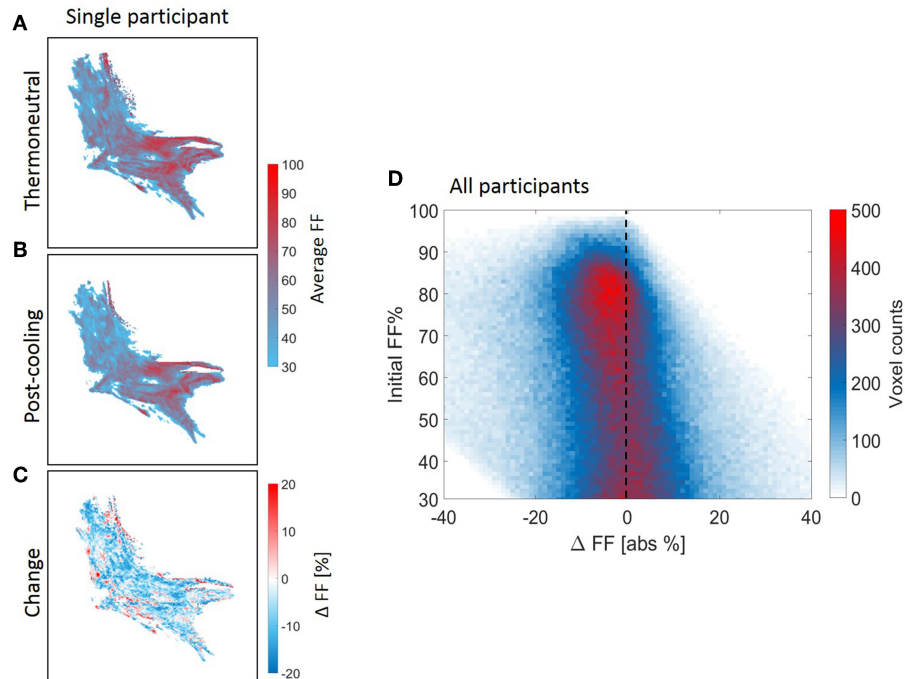 A
Single participant
Thermoneutral
B
Post-cooling
100
90
80
70
60
50
40
30
Average FF
C
Change
20
10
0
-10
-20
Δ FF [%]
D
All participants
100
90
80
70
60
50
40
30
Initial FF%
-40
-20
0
20
40
Δ FF [abs %]
500
400
300
200
100
0
Voxel counts